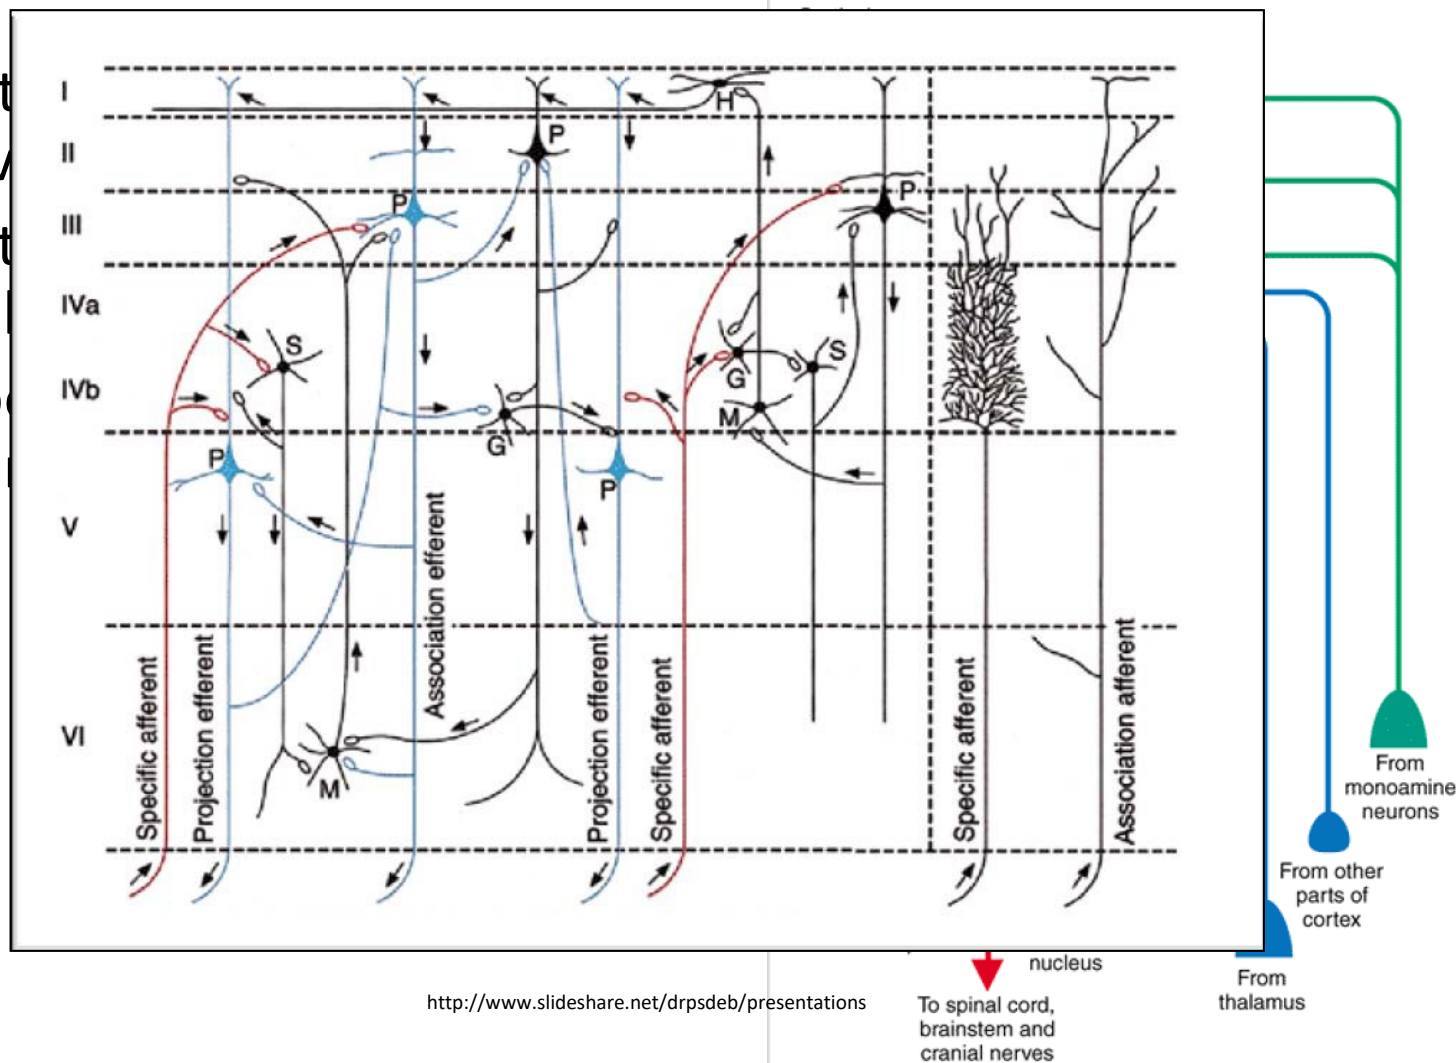 I
II
III
IVa
IVb
V
VI
H
P
P
P
S
G
S
M
G
P
P
M
Specific afferent
Projection efferent
Association efferent
Projection efferent
Specific afferent
Specific afferent
Association afferent
From
monoamine
neurons
From other
parts of
cortex
From
thalamus
nucleus
To spinal cord,
brainstem and
cranial nerves
http://www.slideshare.net/drpsdeb/presentations